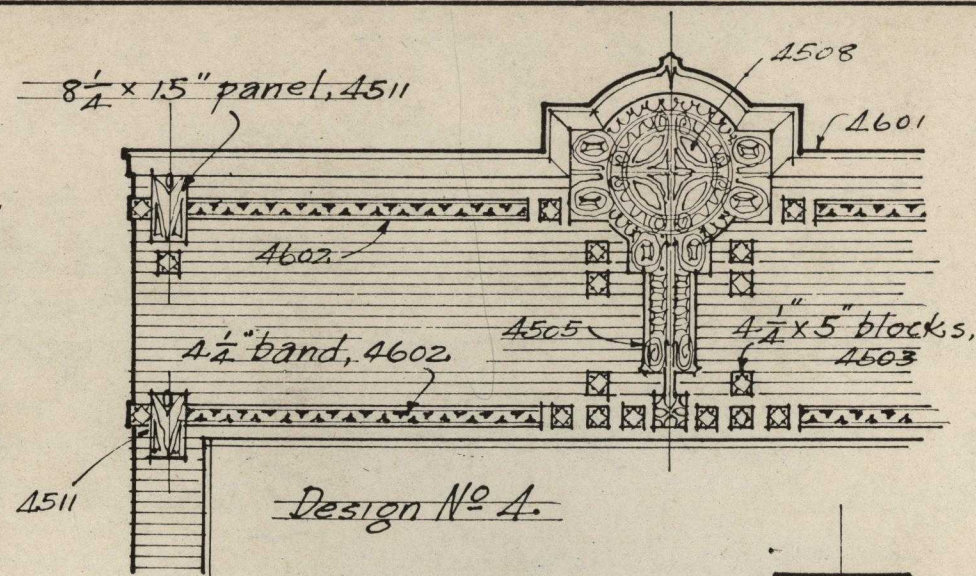 8 1/4 x 15" panel, 4511
4508
4601
4602
4505
4 1/4" x 5" blocks,
4503
4 1/4" band, 4602
4511
Design Nº 4.